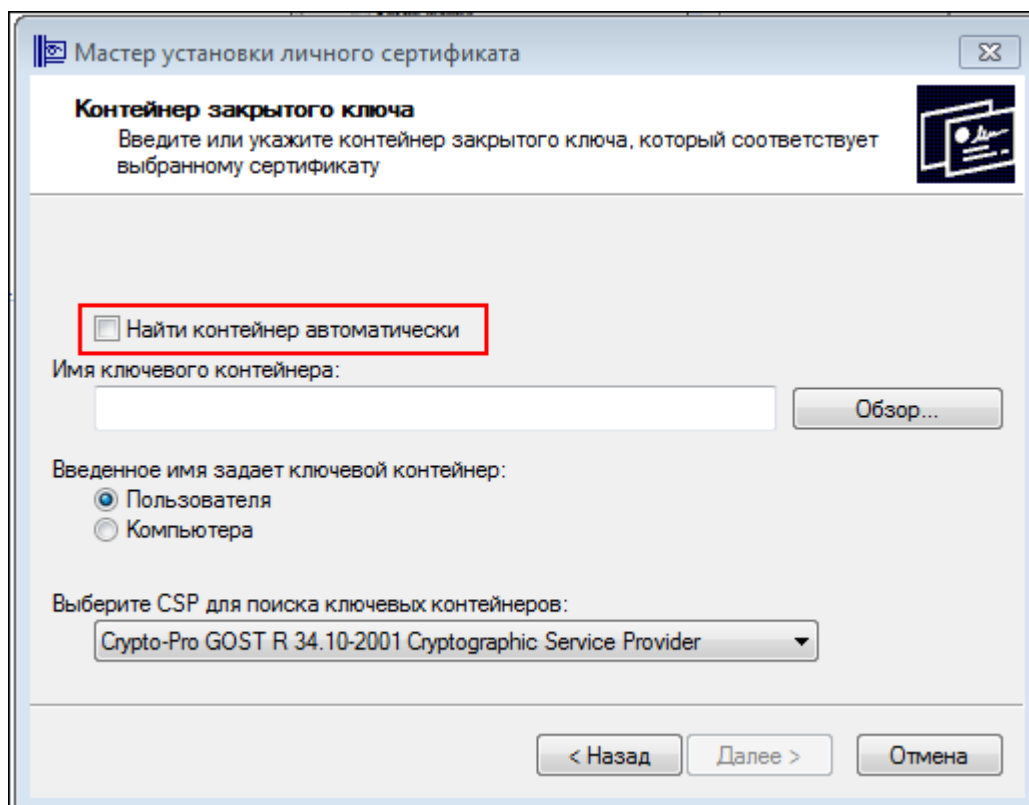 Мастер установки личного сертификата
Контейнер закрытого ключа
Введите или укажите контейнер закрытого ключа, который соответствует
выбранному сертификату
Найти контейнер автоматически
Имя ключевого контейнера:
Обзор...
Введенное имя задает ключевой контейнер:
Пользователя
Компьютера
Выберите CSP для поиска ключевых контейнеров:
Crypto-Pro GOST R 34.10-2001 Cryptographic Service Provider
< Назад
Далее >
Отмена